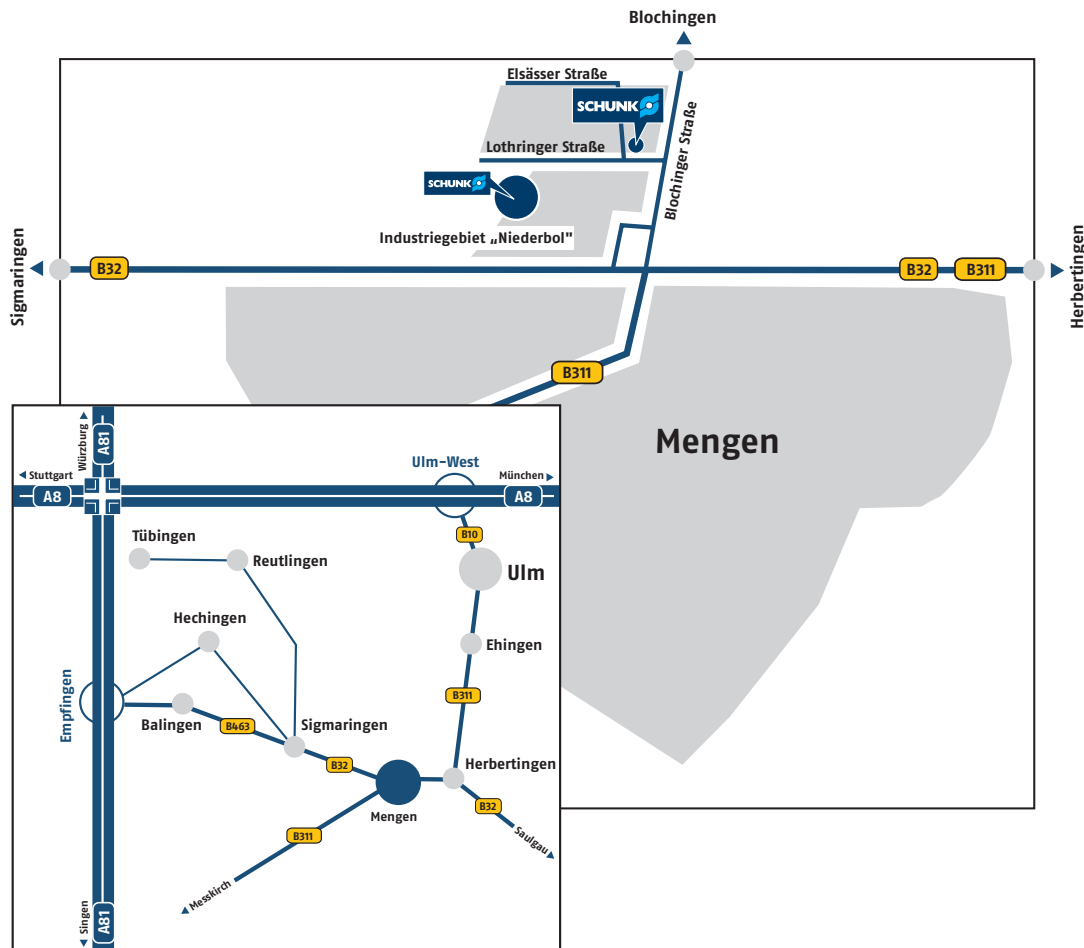 Blochingen
Elsässer Straße
SCHUNK
Lothringer Straße
Blochinger Straße
SCHUNK
Industriegebiet „Niederbol"
Sigmaringen
B32
B32
B311
Herbertingen
B311
Mengen
Würzburg
A81
Stuttgart
A8
Ulm-West
München
A8
B10
Tübingen
Reutlingen
Ulm
Hechingen
Ehingen
Empfingen
B311
Balingen
B463
Sigmaringen
B32
Herbertingen
Mengen
B32
Saulgau
B311
Messkirch
Singen
A81